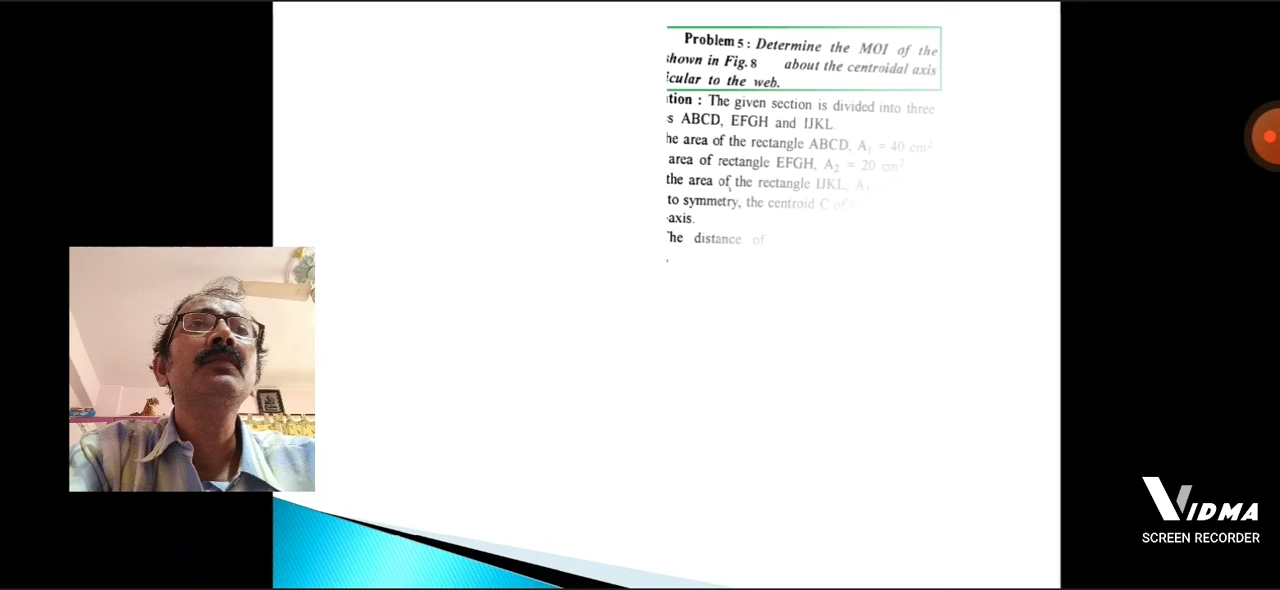 Problem 5 : Determine the MOI of the
shown in Fig. 8 about the centroidal axis
icular to the web.
tion : The given section is divided into three
s ABCD, EFGH and IJKL.
he area of the rectangle ABCD, A₁ = 40 cm²
area of rectangle EFGH, A₂ = 20 cm²
the area of the rectangle IJKL, A₃ =
to symmetry, the centroid C of
-axis.
The distance of
VIDMA
SCREEN RECORDER